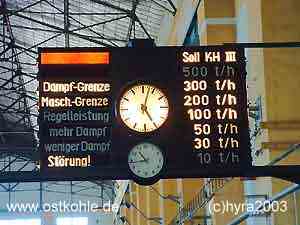 Soll KH III
500 t/h
Dampf-Grenze 300 t/h
Masch-Grenze 200 t/h
Regelleistung 100 t/h
mehr Dampf 50 t/h
weniger Dampf 30 t/h
Störung! 10 t/h
www.ostkohle.de (c)hyra2003